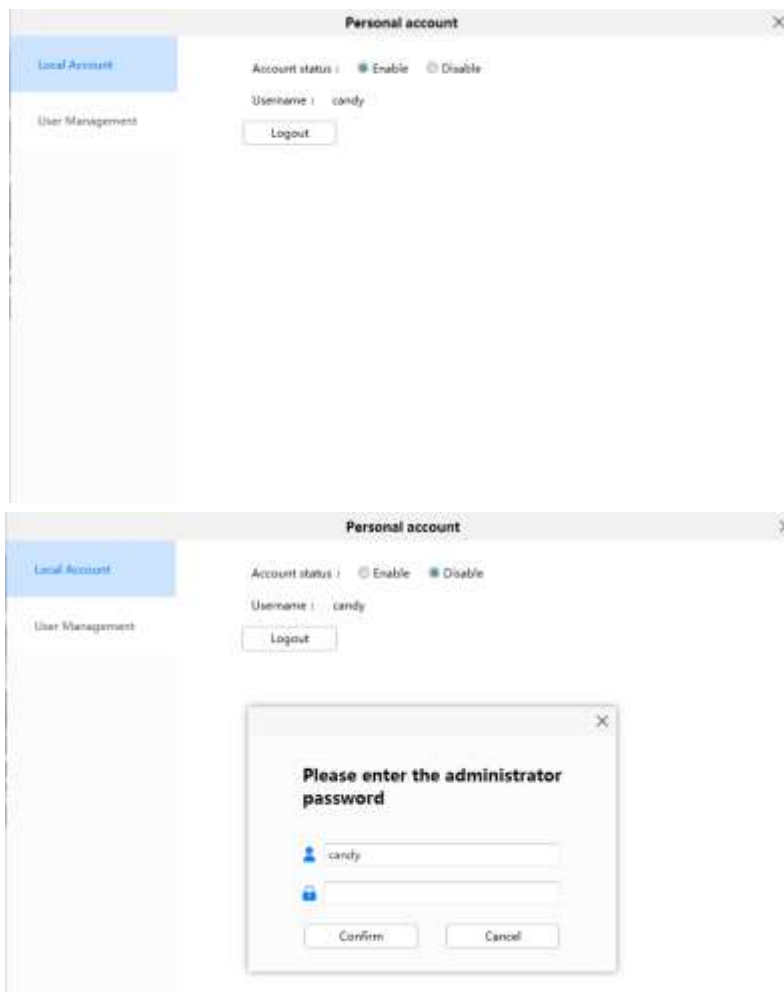 Personal account
Local Account
Account status : Enable Disable
Username : candy
User Management
Logout
Personal account
Local Account
Account status : Enable Disable
Username : candy
User Management
Logout
Please enter the administrator
password
candy
Confirm Cancel